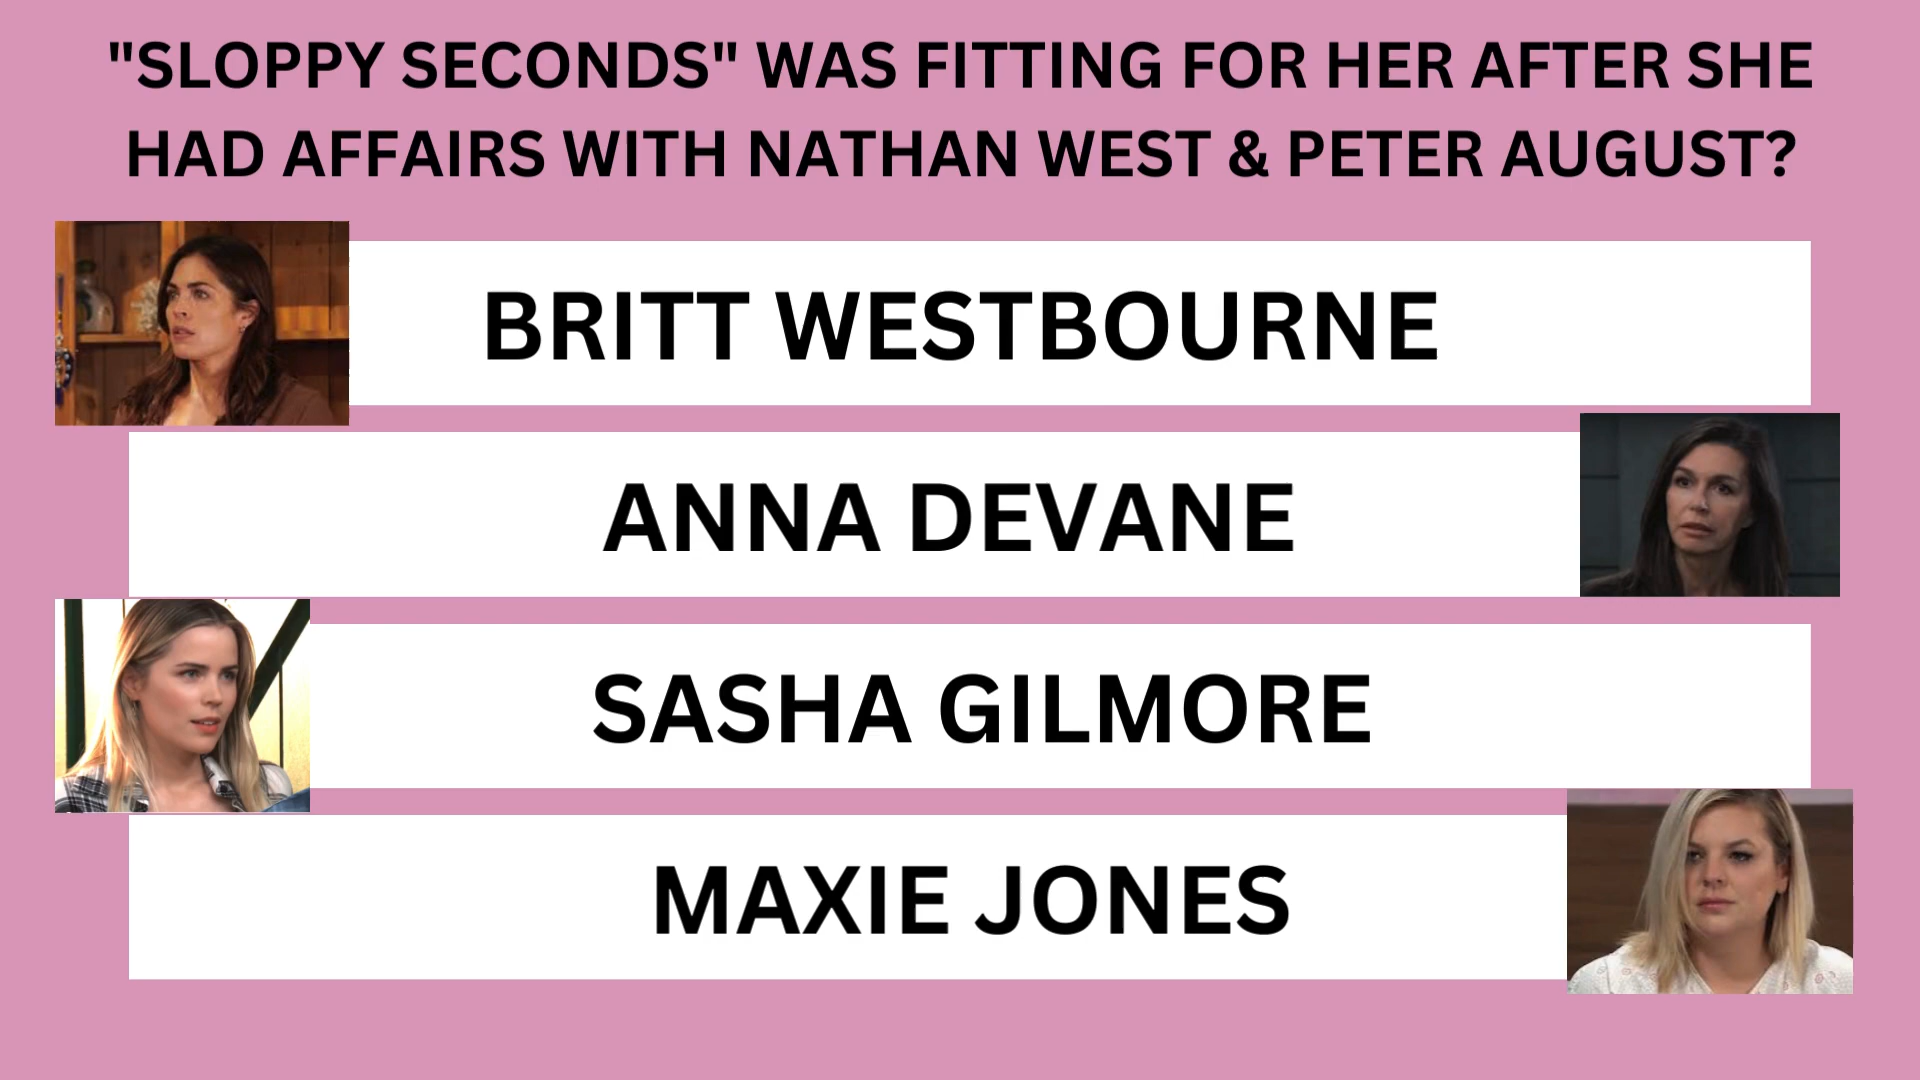 "SLOPPY SECONDS" WAS FITTING FOR HER AFTER SHE
HAD AFFAIRS WITH NATHAN WEST & PETER AUGUST?
BRITT WESTBOURNE
ANNA DEVANE
SASHA GILMORE
MAXIE JONES